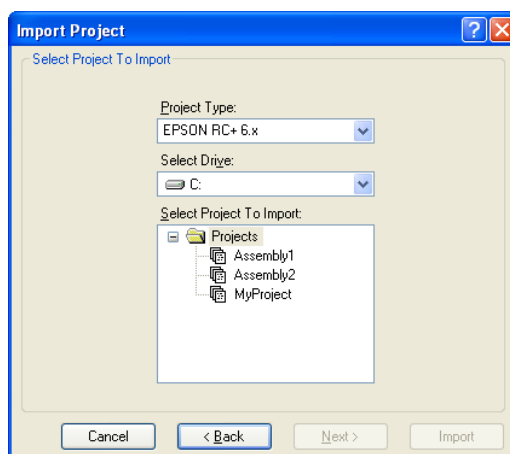 Import Project
Select Project To Import
Project Type:
EPSON RC+ 6.x
Select Drive:
C:
Select Project To Import:
Projects
Assembly1
Assembly2
MyProject
Cancel
< Back
Next >
Import